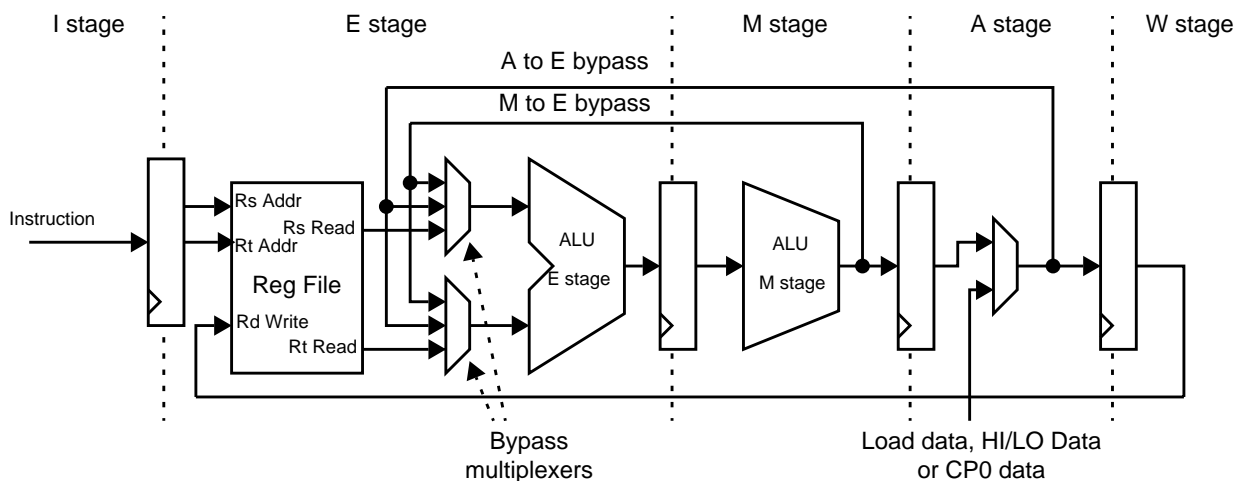 I stage
E stage
M stage
A stage
W stage
A to E bypass
M to E bypass
Instruction
Rs Addr
Rs Read
Rt Addr
Reg File
Rd Write
Rt Read
ALU
E stage
ALU
M stage
Bypass
multiplexers
Load data, HI/LO Data
or CP0 data